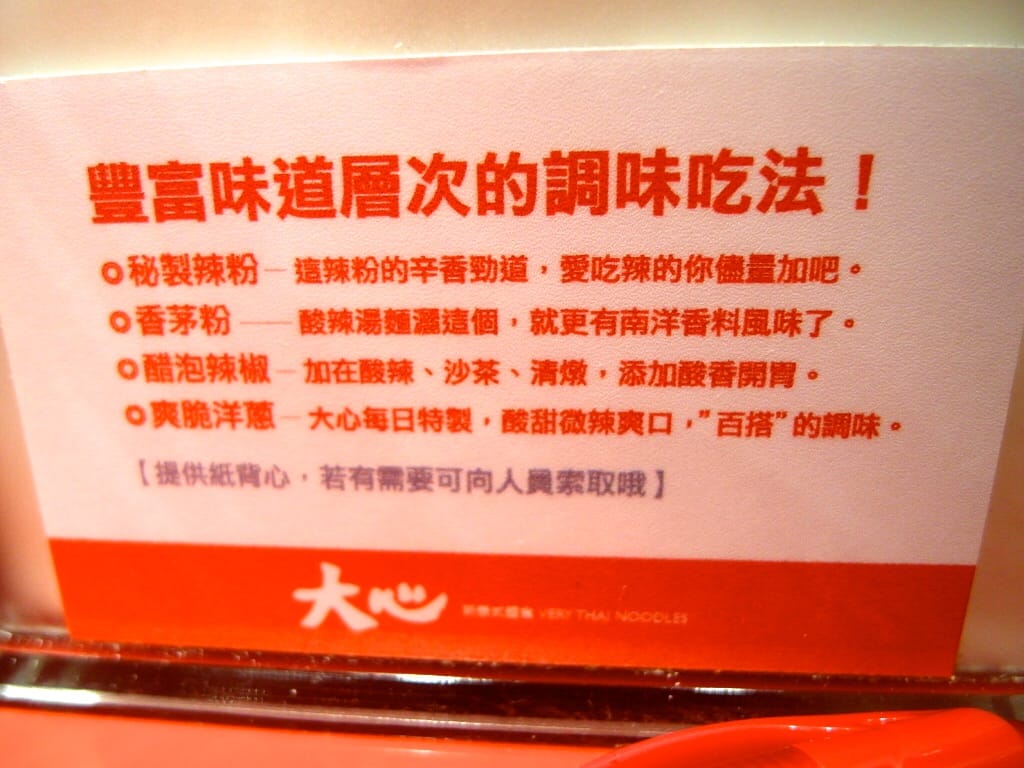 豐富味道層次的調味吃法！
秘製辣粉 — 這辣粉的辛香勁道，愛吃辣的你儘量加吧。
香茅粉 — 酸辣湯麵灑這個，就更有南洋香料風味了。
醋泡辣椒 — 加在酸辣、沙茶、清燉，添加酸香開胃。
爽脆洋蔥 — 大心每日特製，酸甜微辣爽口，"百搭"的調味。
【提供紙背心，若有需要可向人員索取哦】
大心 新泰式麵食 VERY THAI NOODLES